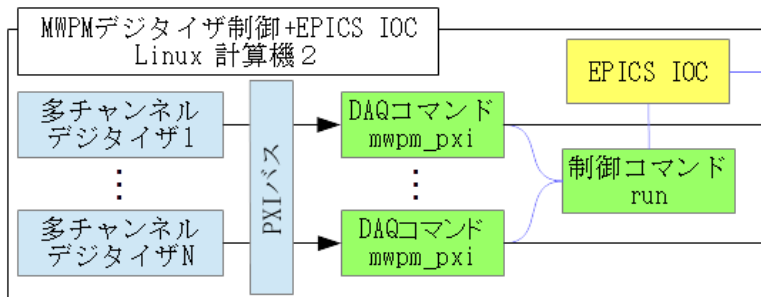 MWPMデジタイザ制御+EPICS IOC
Linux 計算機２
EPICS IOC
多チャンネル
デジタイザ1
PXIバス
DAQコマンド
mwpm_pxi
制御コマンド
run
多チャンネル
デジタイザN
DAQコマンド
mwpm_pxi